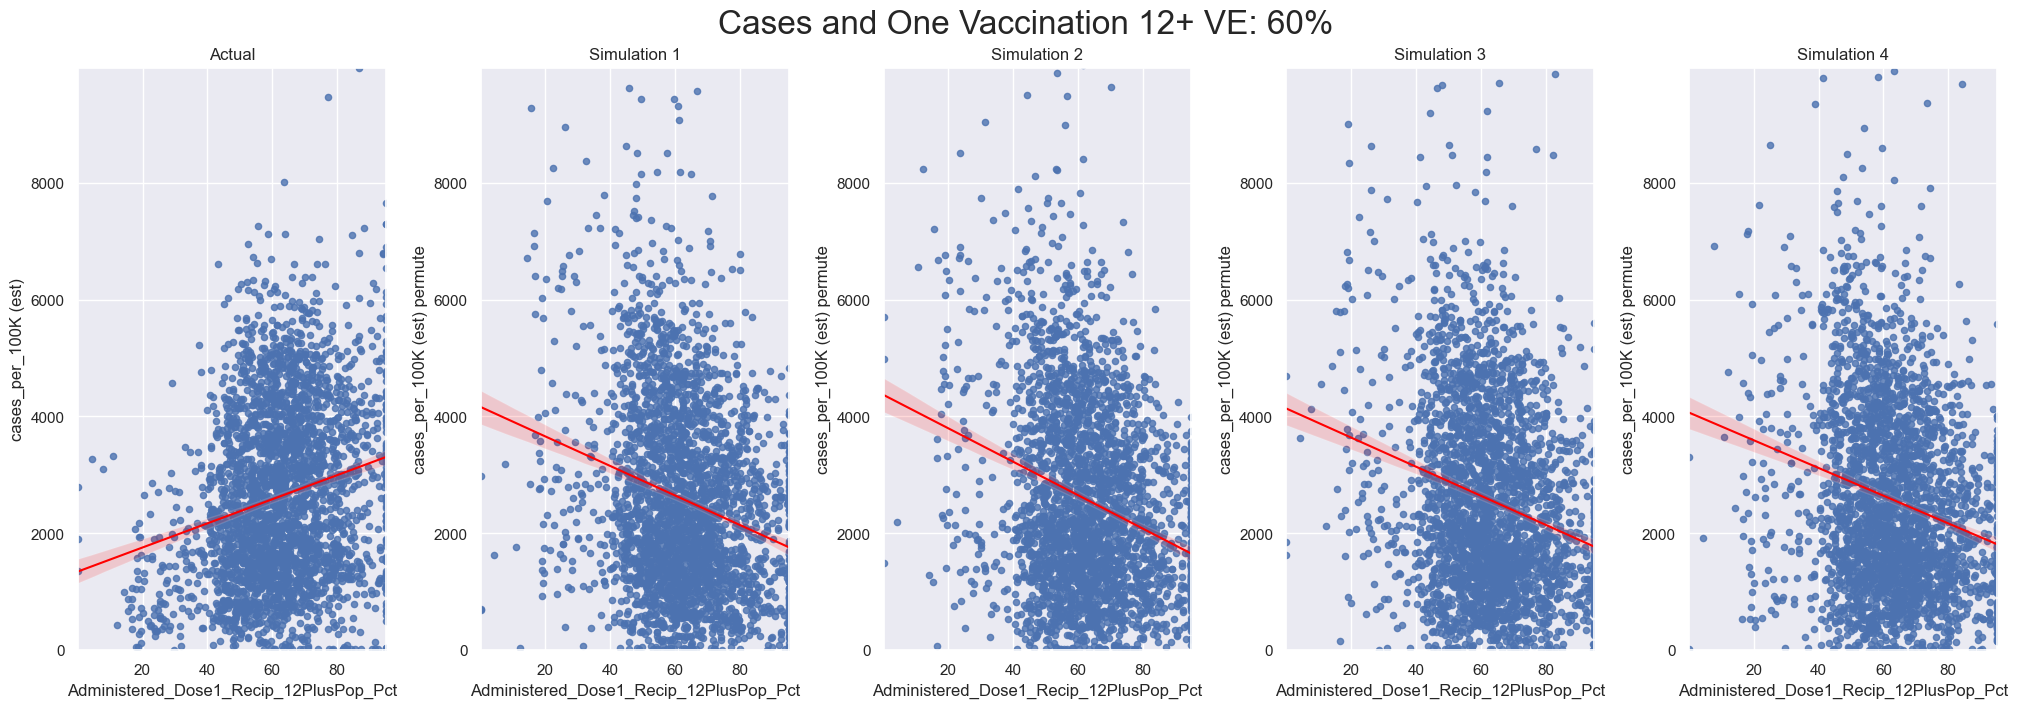 Cases and One Vaccination 12+ VE: 60%
Actual
cases_per_100K (est)
8000
6000
4000
2000
0
20 40 60 80
Administered_Dose1_Recip_12PlusPop_Pct
Simulation 1
cases_per_100K (est) permute
8000
6000
4000
2000
0
20 40 60 80
Administered_Dose1_Recip_12PlusPop_Pct
Simulation 2
cases_per_100K (est) permute
8000
6000
4000
2000
0
20 40 60 80
Administered_Dose1_Recip_12PlusPop_Pct
Simulation 3
cases_per_100K (est) permute
8000
6000
4000
2000
0
20 40 60 80
Administered_Dose1_Recip_12PlusPop_Pct
Simulation 4
cases_per_100K (est) permute
8000
6000
4000
2000
0
20 40 60 80
Administered_Dose1_Recip_12PlusPop_Pct